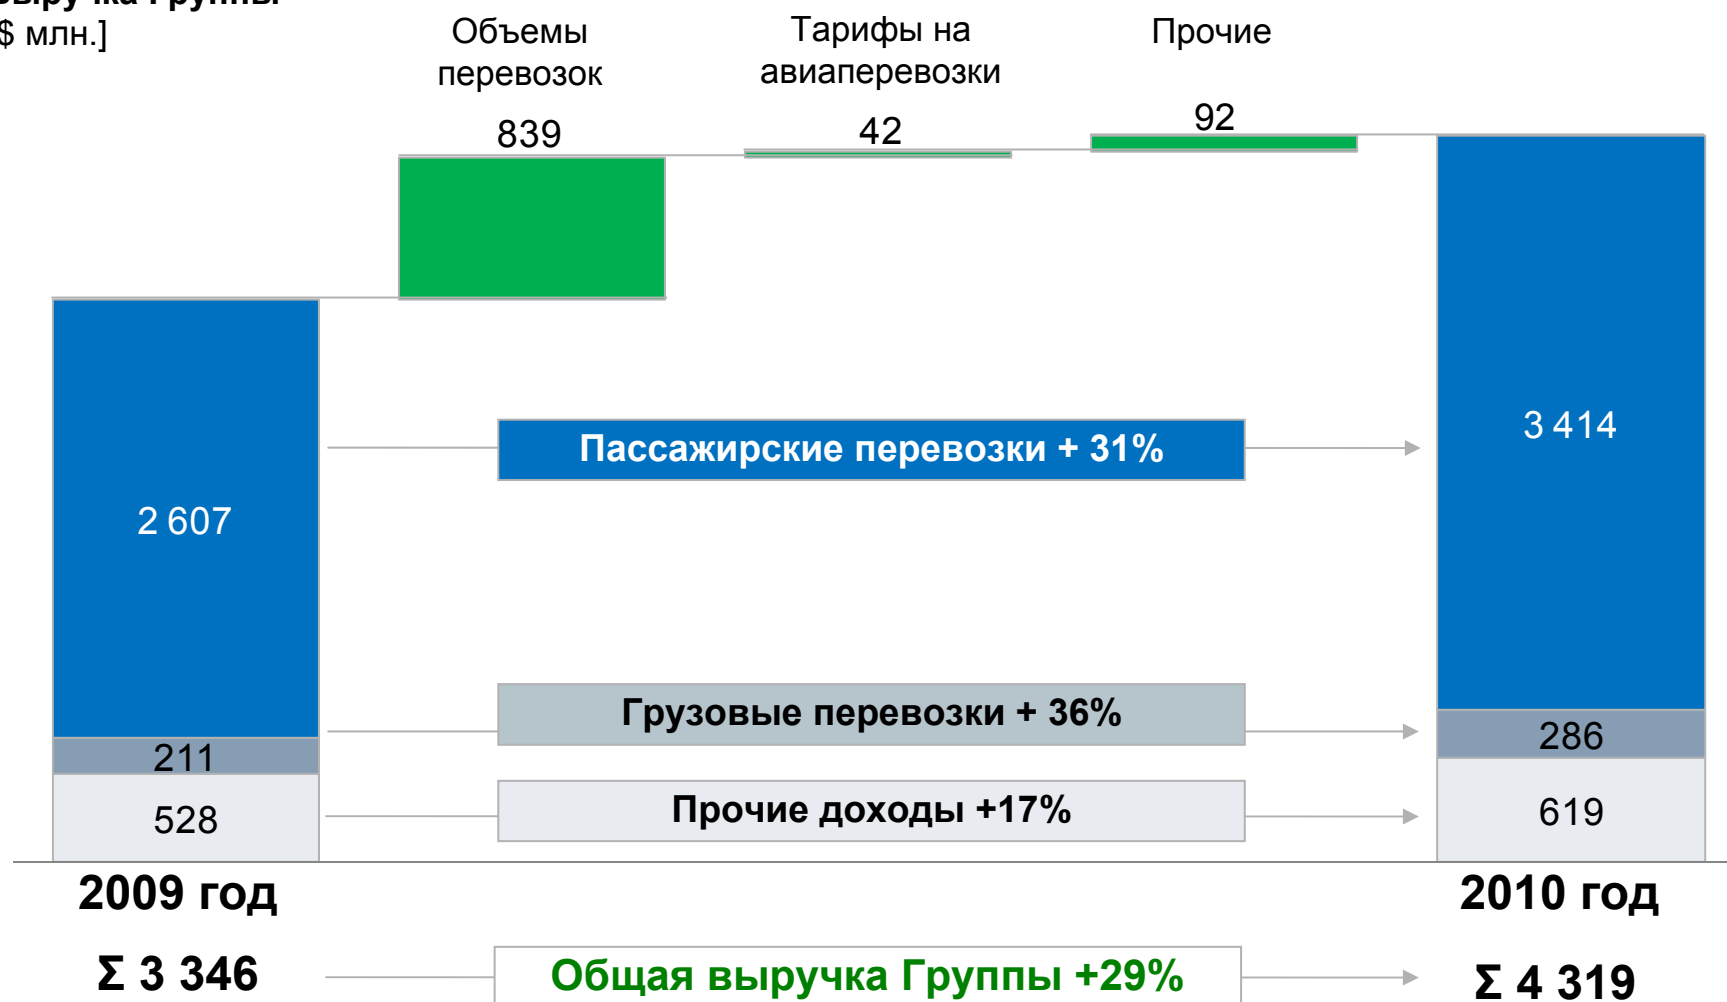 выручка Группы
$ млн.]
Объемы
перевозок
Тарифы на
авиаперевозки
Прочие
839
42
92
2 607
3 414
Пассажирские перевозки + 31%
Грузовые перевозки + 36%
211
286
Прочие доходы +17%
528
619
2009 год
2010 год
Σ 3 346
Общая выручка Группы +29%
Σ 4 319